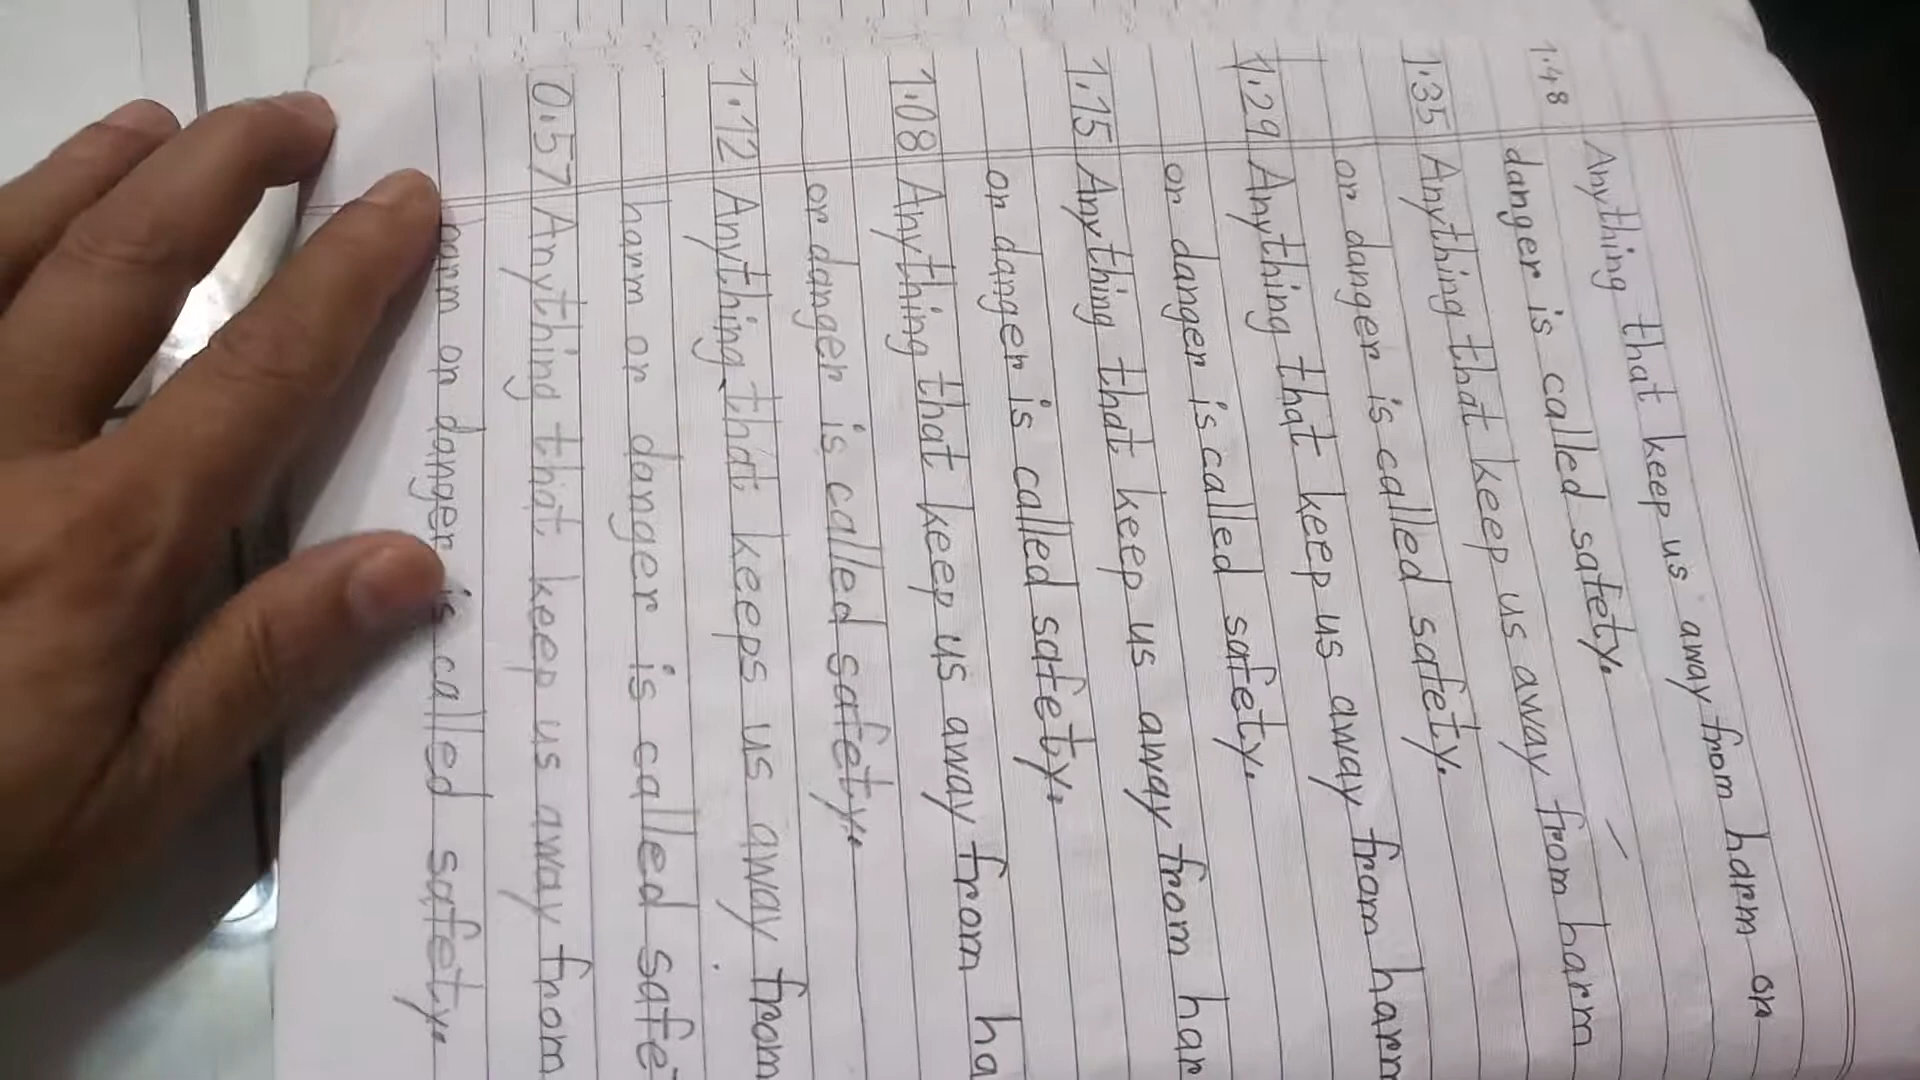 Anything that keep us away from harm or
1.48 danger is called safety.
1.35 Anything that keep us away from harm
or danger is called safety.
1.29 Anything that keep us away from harm
or danger is called safety.
1.15 Anything that keep us away from har
or danger is called safety.
1.08 Anything that keep us away from ha
or danger is called safety.
1.12 Anything that keeps us away from
harm or danger is called safe
0.57 Anything that keep us away from
harm or danger is called safety.